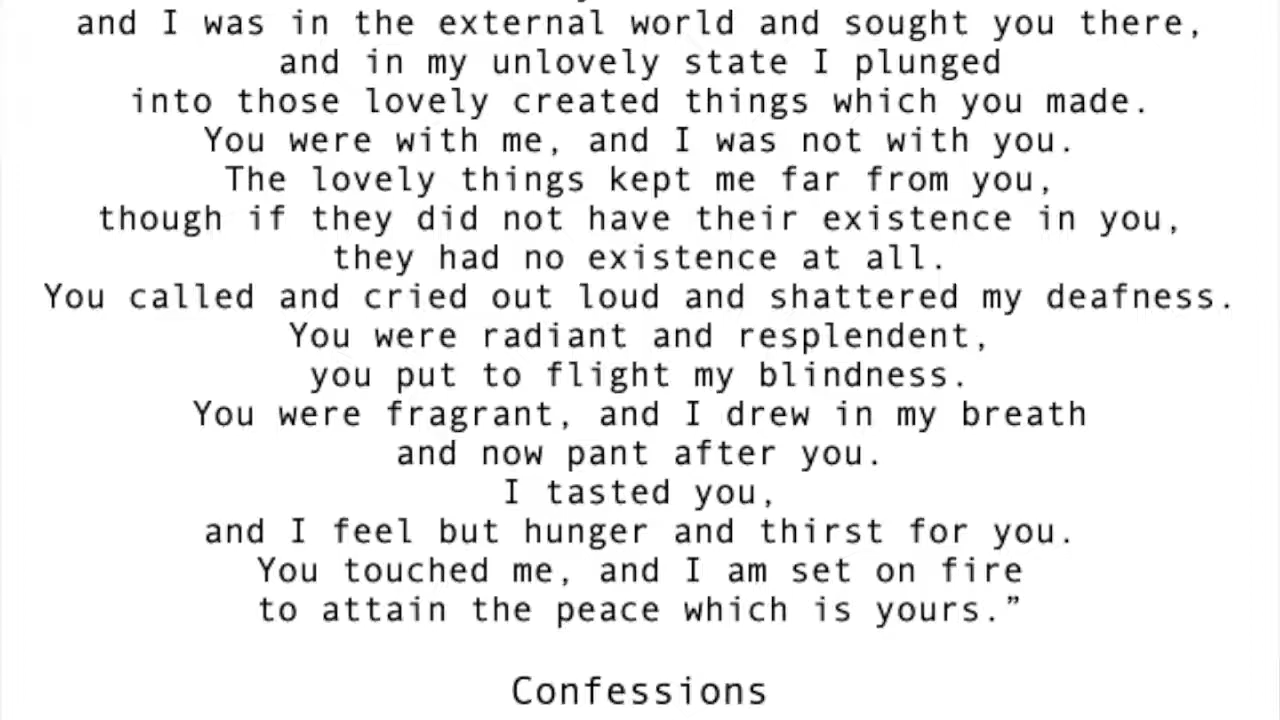 and I was in the external world and sought you there,
and in my unlovely state I plunged
into those lovely created things which you made.
You were with me, and I was not with you.
The lovely things kept me far from you,
though if they did not have their existence in you,
they had no existence at all.
You called and cried out loud and shattered my deafness.
You were radiant and resplendent,
you put to flight my blindness.
You were fragrant, and I drew in my breath
and now pant after you.
I tasted you,
and I feel but hunger and thirst for you.
You touched me, and I am set on fire
to attain the peace which is yours.”
Confessions